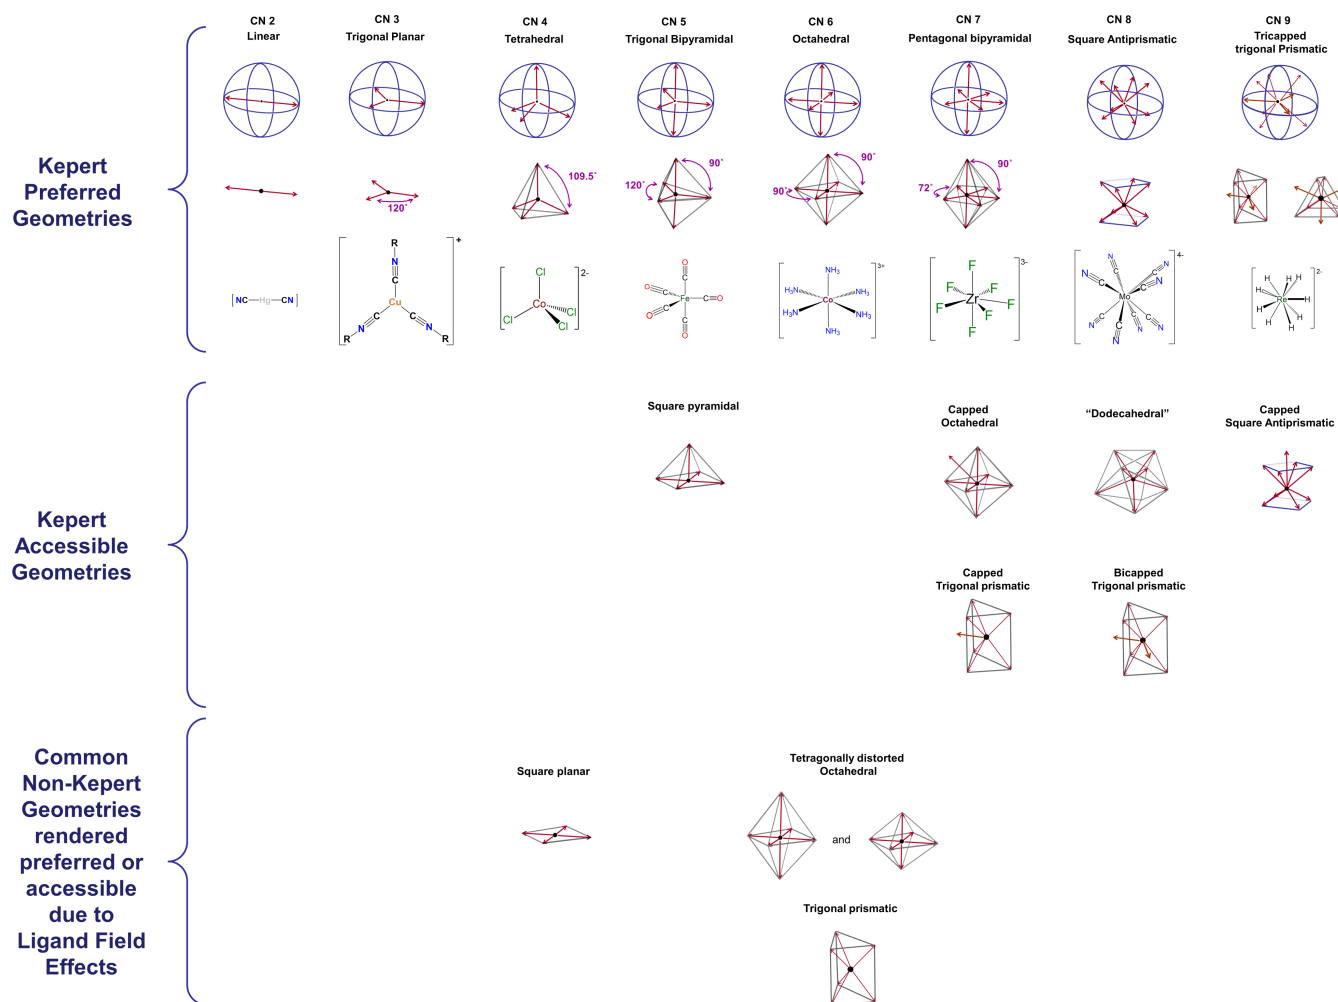 CN 2
Linear
CN 3
Trigonal Planar
CN 4
Tetrahedral
CN 5
Trigonal Bipyramidal
CN 6
Octahedral
CN 7
Pentagonal bipyramidal
CN 8
Square Antiprismatic
CN 9
Tricapped
trigonal Prismatic
Kepert
Preferred
Geometries
120°
109.5°
90°
120°
90°
90°
90°
72°
[NC—Hg—CN]
R
N
C
Cu
C
C
N
N
R
R
+
Cl
Co
Cl
Cl
Cl
2-
O
C
O
C
Fe
C
O
O
C
C
O
NH3
H3N
NH3
Co
H3N
NH3
NH3
3+
F
F
F
Zr
F
F
F
F
3-
N
C
C
N
N
C
C
N
Mo
C
N
C
N
C
N
C
N
4-
H
H
H
H
Re
H
H
H
H
H
2-
Kepert
Accessible
Geometries
Square pyramidal
Capped
Octahedral
“Dodecahedral”
Capped
Square Antiprismatic
Capped
Trigonal prismatic
Bicapped
Trigonal prismatic
Common
Non-Kepert
Geometries
rendered
preferred or
accessible
due to
Ligand Field
Effects
Square planar
Tetragonally distorted
Octahedral
and
Trigonal prismatic